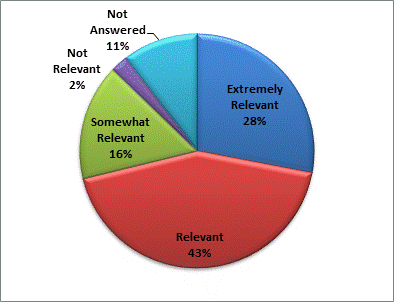 Not
Answered
11%
Not
Relevant
2%
Extremely
Relevant
28%
Somewhat
Relevant
16%
Relevant
43%